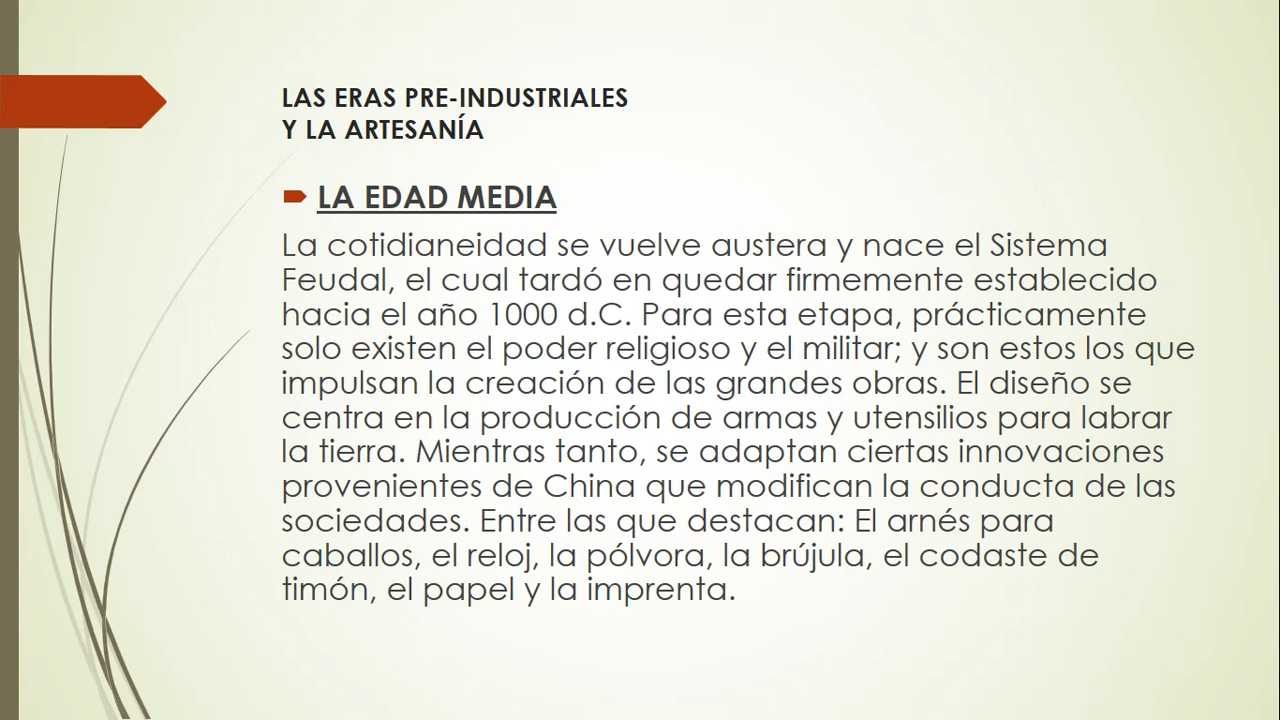 LAS ERAS PRE-INDUSTRIALES
Y LA ARTESANÍA
LA EDAD MEDIA
La cotidianeidad se vuelve austera y nace el Sistema
Feudal, el cual tardó en quedar firmemente establecido
hacia el año 1000 d.C. Para esta etapa, prácticamente
solo existen el poder religioso y el militar; y son estos los que
impulsan la creación de las grandes obras. El diseño se
centra en la producción de armas y utensilios para labrar
la tierra. Mientras tanto, se adaptan ciertas innovaciones
provenientes de China que modifican la conducta de las
sociedades. Entre las que destacan: El arnés para
caballos, el reloj, la pólvora, la brújula, el codaste de
timón, el papel y la imprenta.